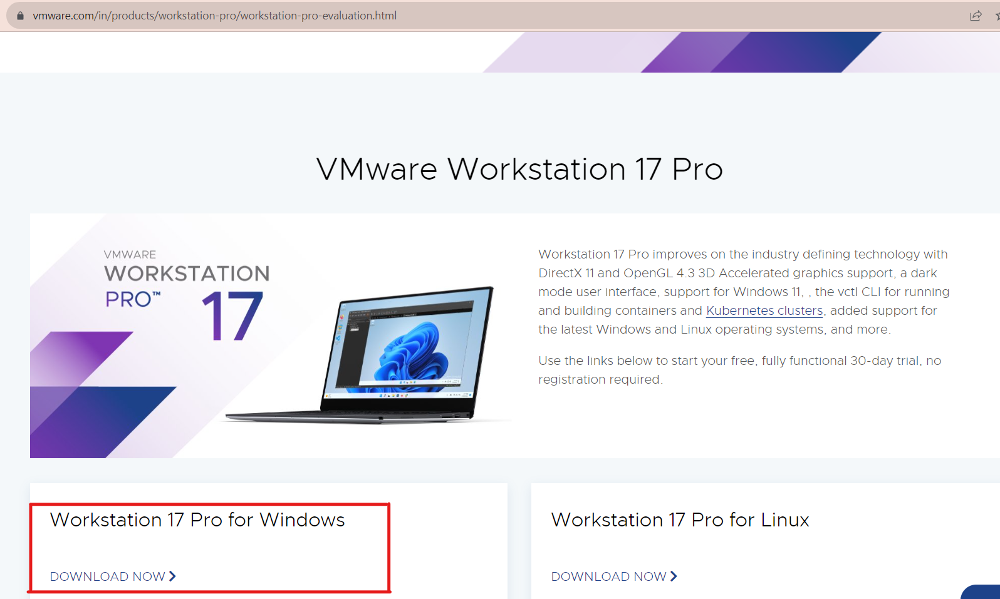 vmware.com/in/products/workstation-pro/workstation-pro-evaluation.html
VMware Workstation 17 Pro
VMWARE
WORKSTATION
PRO™ 17
Workstation 17 Pro improves on the industry defining technology with
DirectX 11 and OpenGL 4.3 3D Accelerated graphics support, a dark
mode user interface, support for Windows 11, , the vctl CLI for running
and building containers and Kubernetes clusters, added support for
the latest Windows and Linux operating systems, and more.
Use the links below to start your free, fully functional 30-day trial, no
registration required.
Workstation 17 Pro for Windows
DOWNLOAD NOW
Workstation 17 Pro for Linux
DOWNLOAD NOW